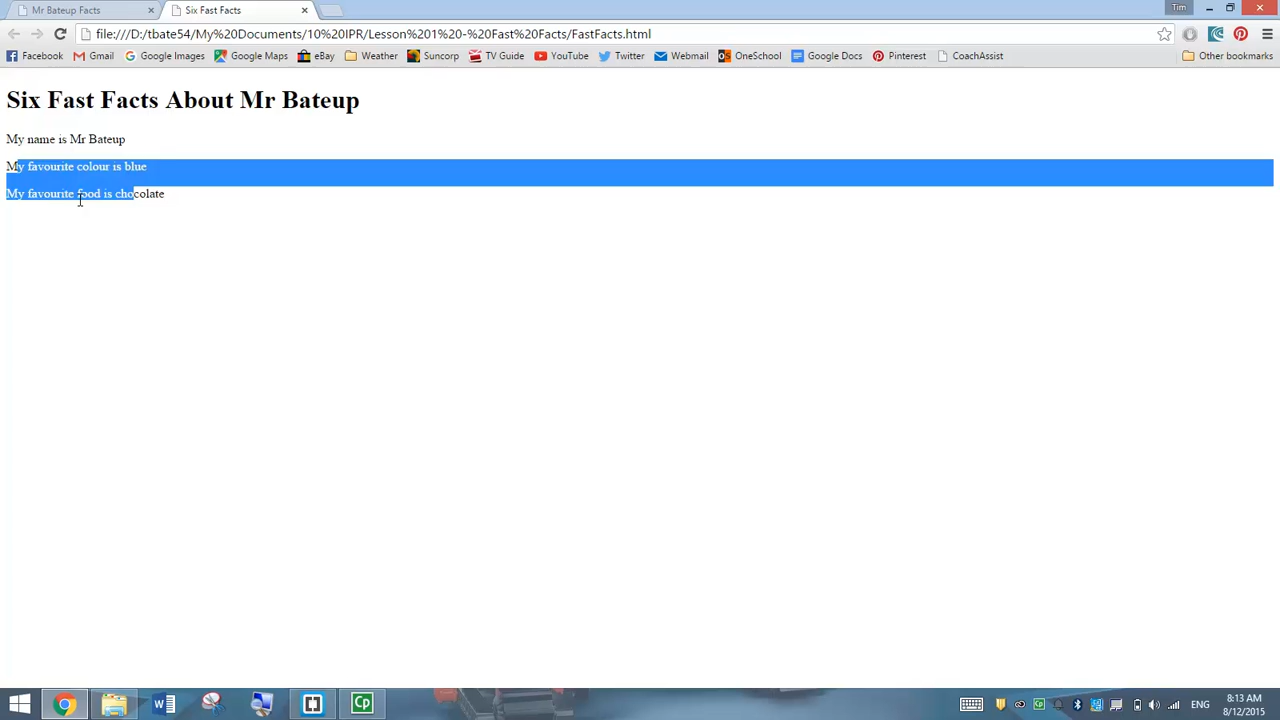 Mr Bateup Facts
Six Fast Facts
Tim
file:///D:/tbate54/My%20Documents/10%20IPR/Lesson%201%20-%20Fast%20Facts/FastFacts.html
Facebook Gmail Google Images Google Maps eBay Weather Suncorp TV Guide YouTube Twitter Webmail OneSchool Google Docs Pinterest CoachAssist Other bookmarks
Six Fast Facts About Mr Bateup
My name is Mr Bateup
My favourite colour is blue
My favourite food is chocolate
8:13 AM
ENG
8/12/2015